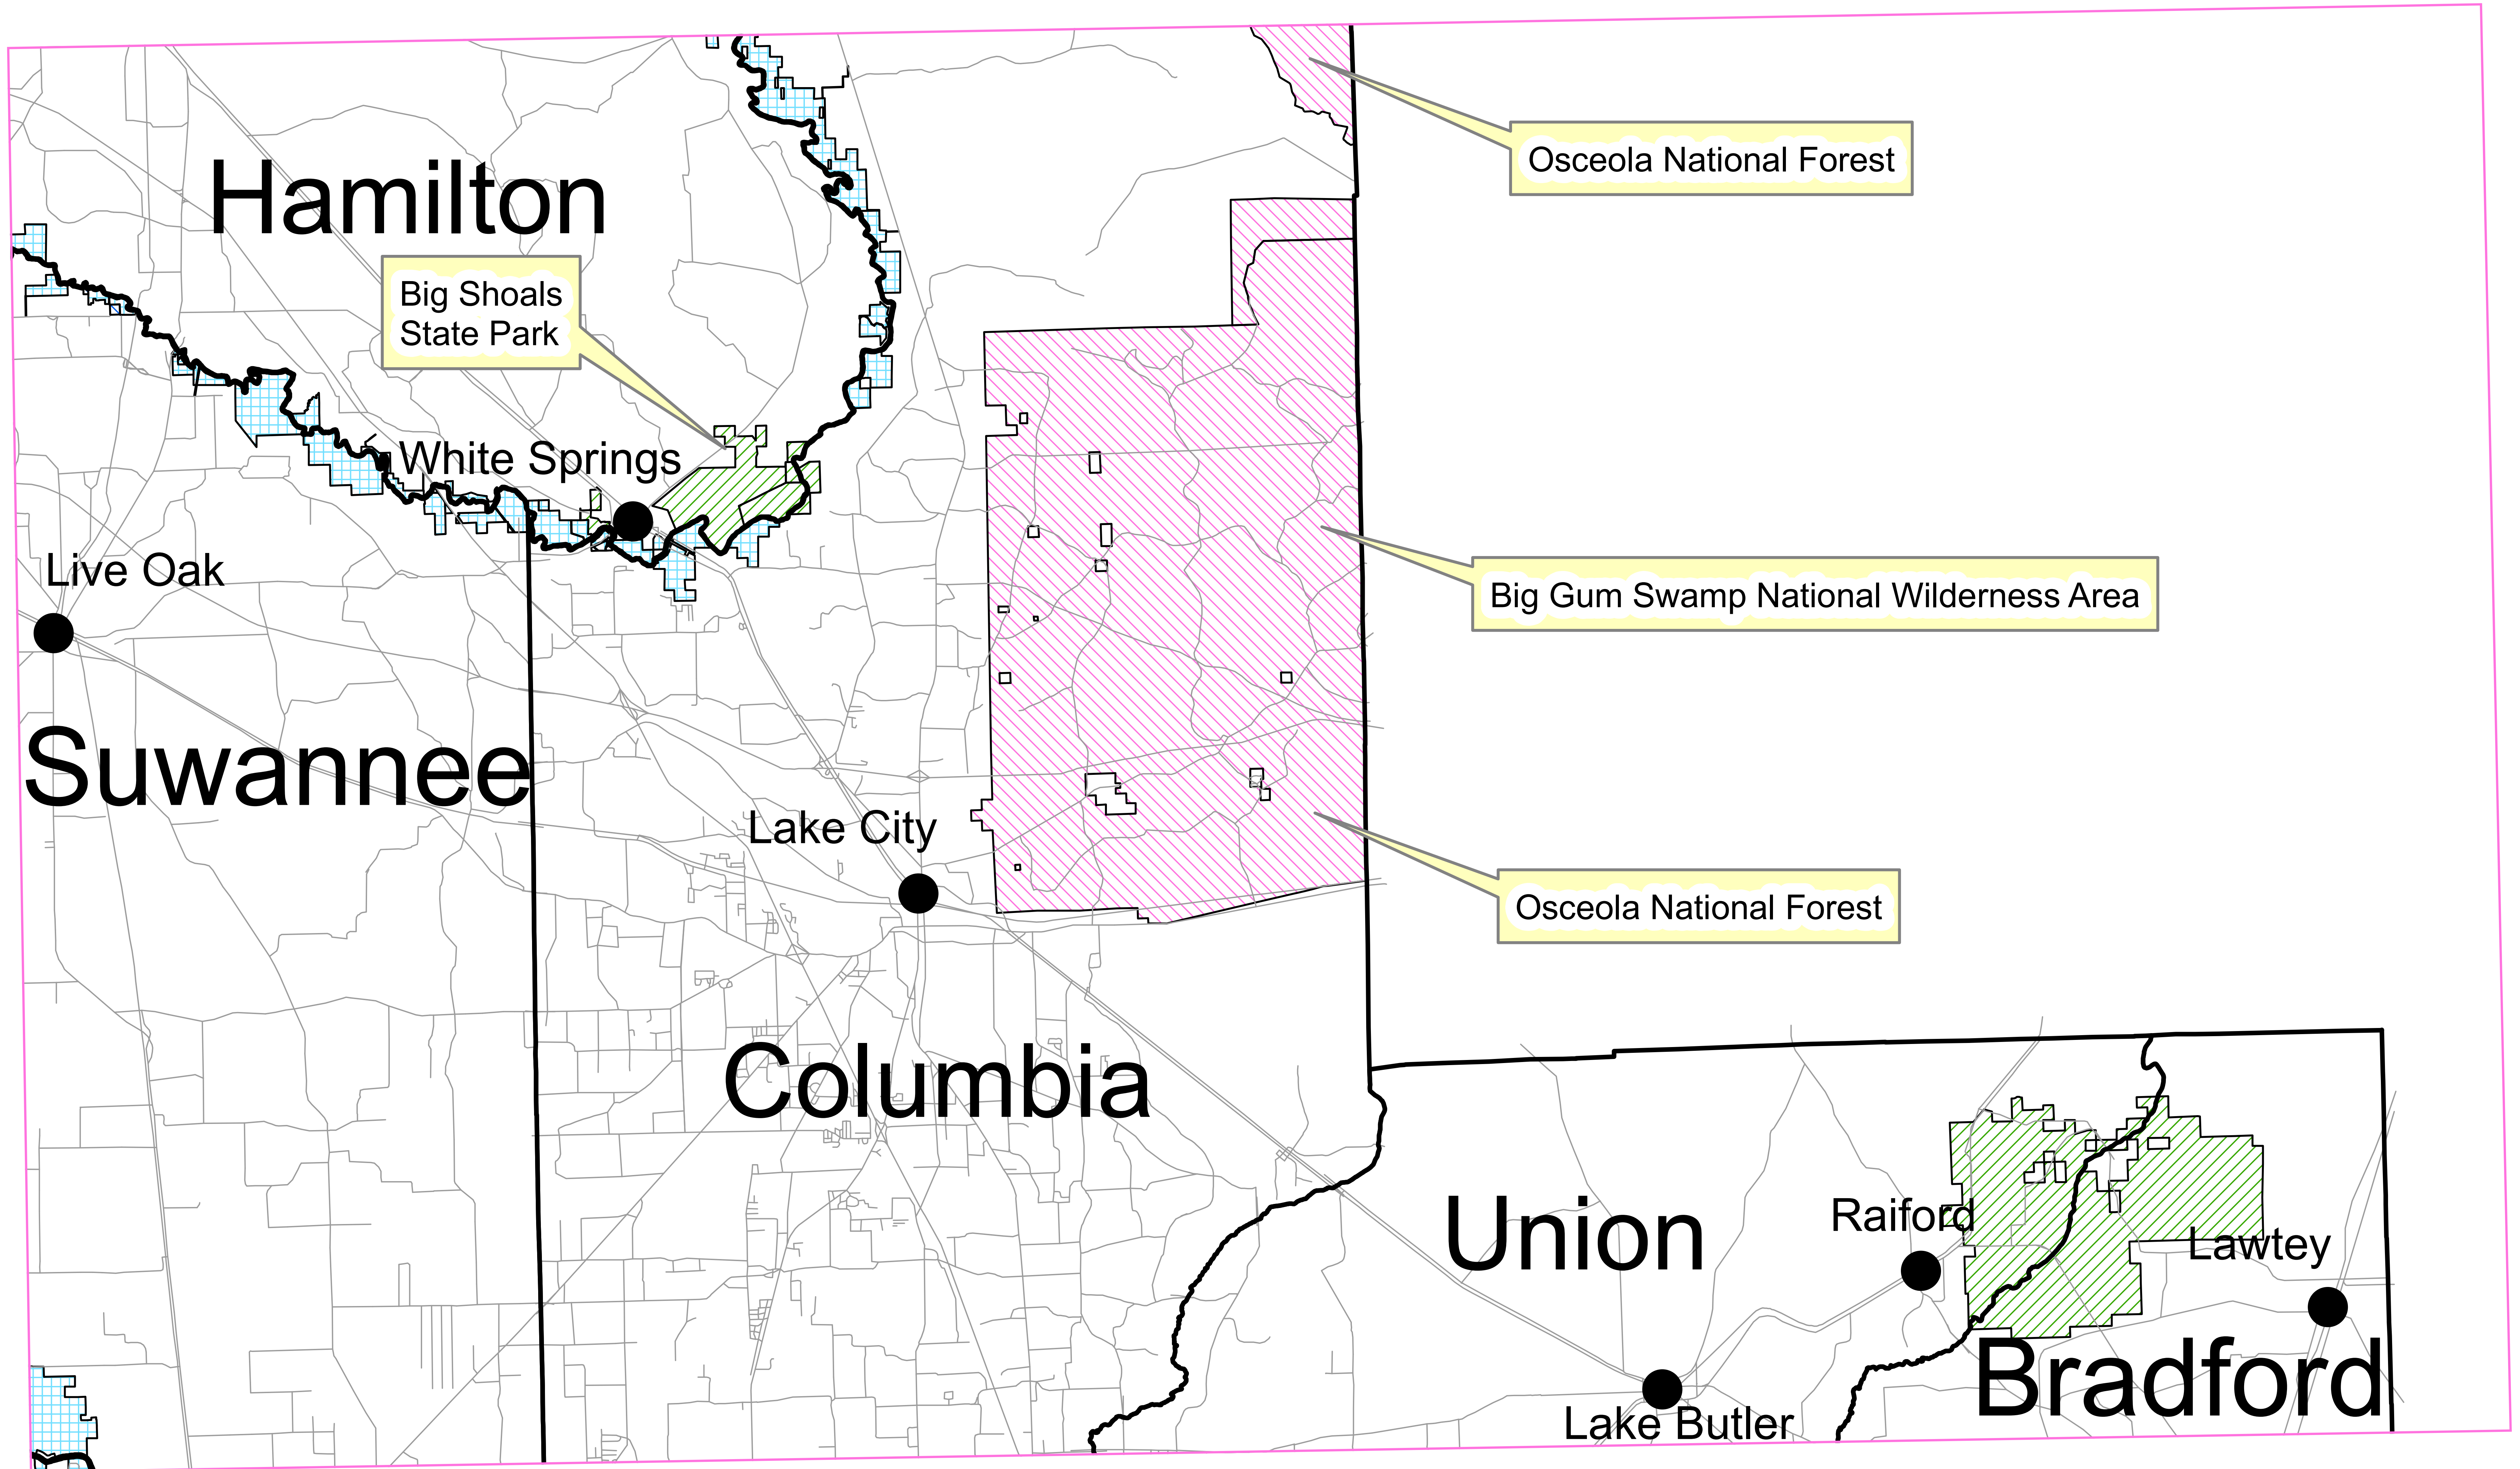 Osceola National Forest
Hamilton
Big Shoals
State Park
White Springs
Live Oak
Big Gum Swamp National Wilderness Area
Suwannee
Lake City
Osceola National Forest
Columbia
Union
Raiford
Lawtey
Bradford
Lake Butler